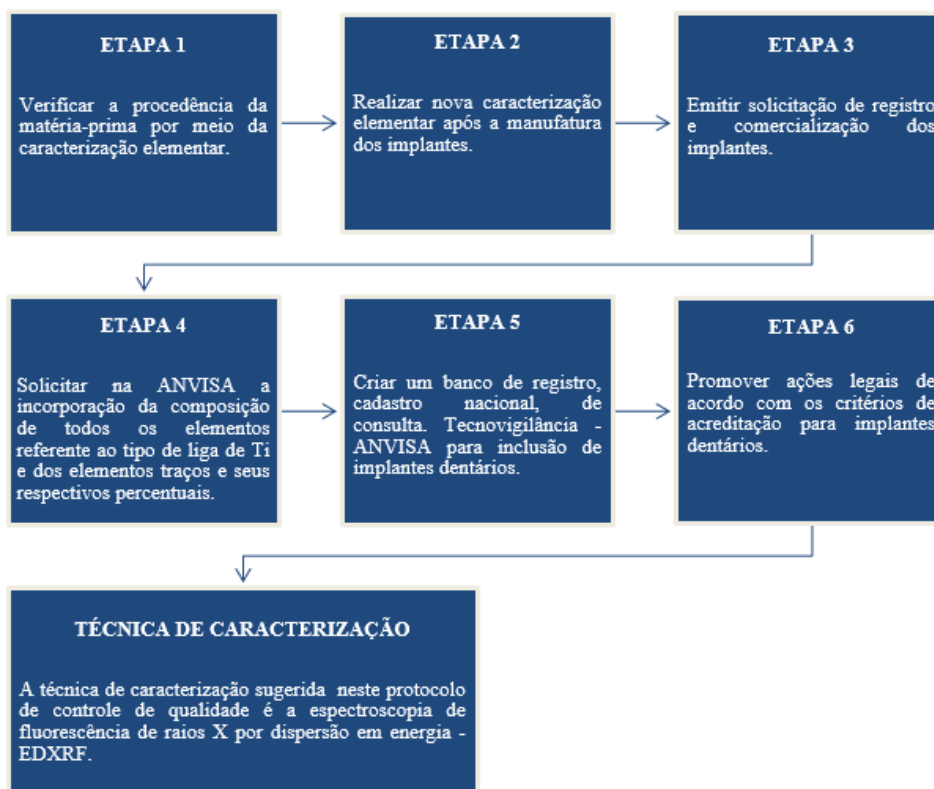 ETAPA 1
Verificar a procedência da
matéria-prima por meio da
caracterização elementar.
ETAPA 2
Realizar nova caracterização
elementar após a manufatura
dos implantes.
ETAPA 3
Emitir solicitação de registro
e comercialização dos
implantes.
ETAPA 4
Solicitar na ANVISA a
incorporação da composição
de todos os elementos
referente ao tipo de liga de Ti
e dos elementos traços e seus
respectivos percentuais.
ETAPA 5
Criar um banco de registro,
cadastro nacional, de
consulta. Tecnovigilância -
ANVISA para inclusão de
implantes dentários.
ETAPA 6
Promover ações legais de
acordo com os critérios de
acreditação para implantes
dentários.
TÉCNICA DE CARACTERIZAÇÃO
A técnica de caracterização sugerida neste protocolo
de controle de qualidade é a espectroscopia de
fluorescência de raios X por dispersão em energia -
EDXRF.